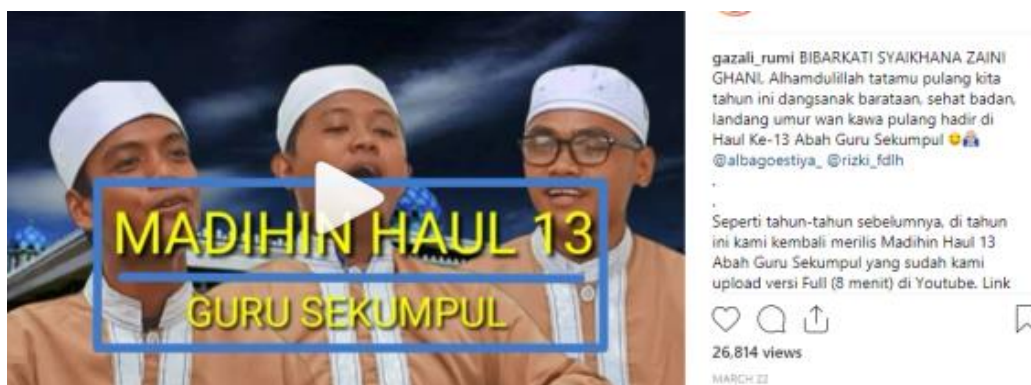 MADIHIN HAUL 13
GURU SEKUMPUL
gazali_rumi BIBARKATI SYAIKHANA ZAINI
GHANI. Alhamdulillah tatamu pulang kita
tahun ini dangsanak barataan, sehat badan,
landang umur wan kawa pulang hadir di
Haul Ke-13 Abah Guru Sekumpul
@albagoestiya_ @rizki_fdlh
.
.
Seperti tahun-tahun sebelumnya, di tahun
ini kami kembali merilis Madihin Haul 13
Abah Guru Sekumpul yang sudah kami
upload versi Full (8 menit) di Youtube. Link
26,814 views
MARCH 22